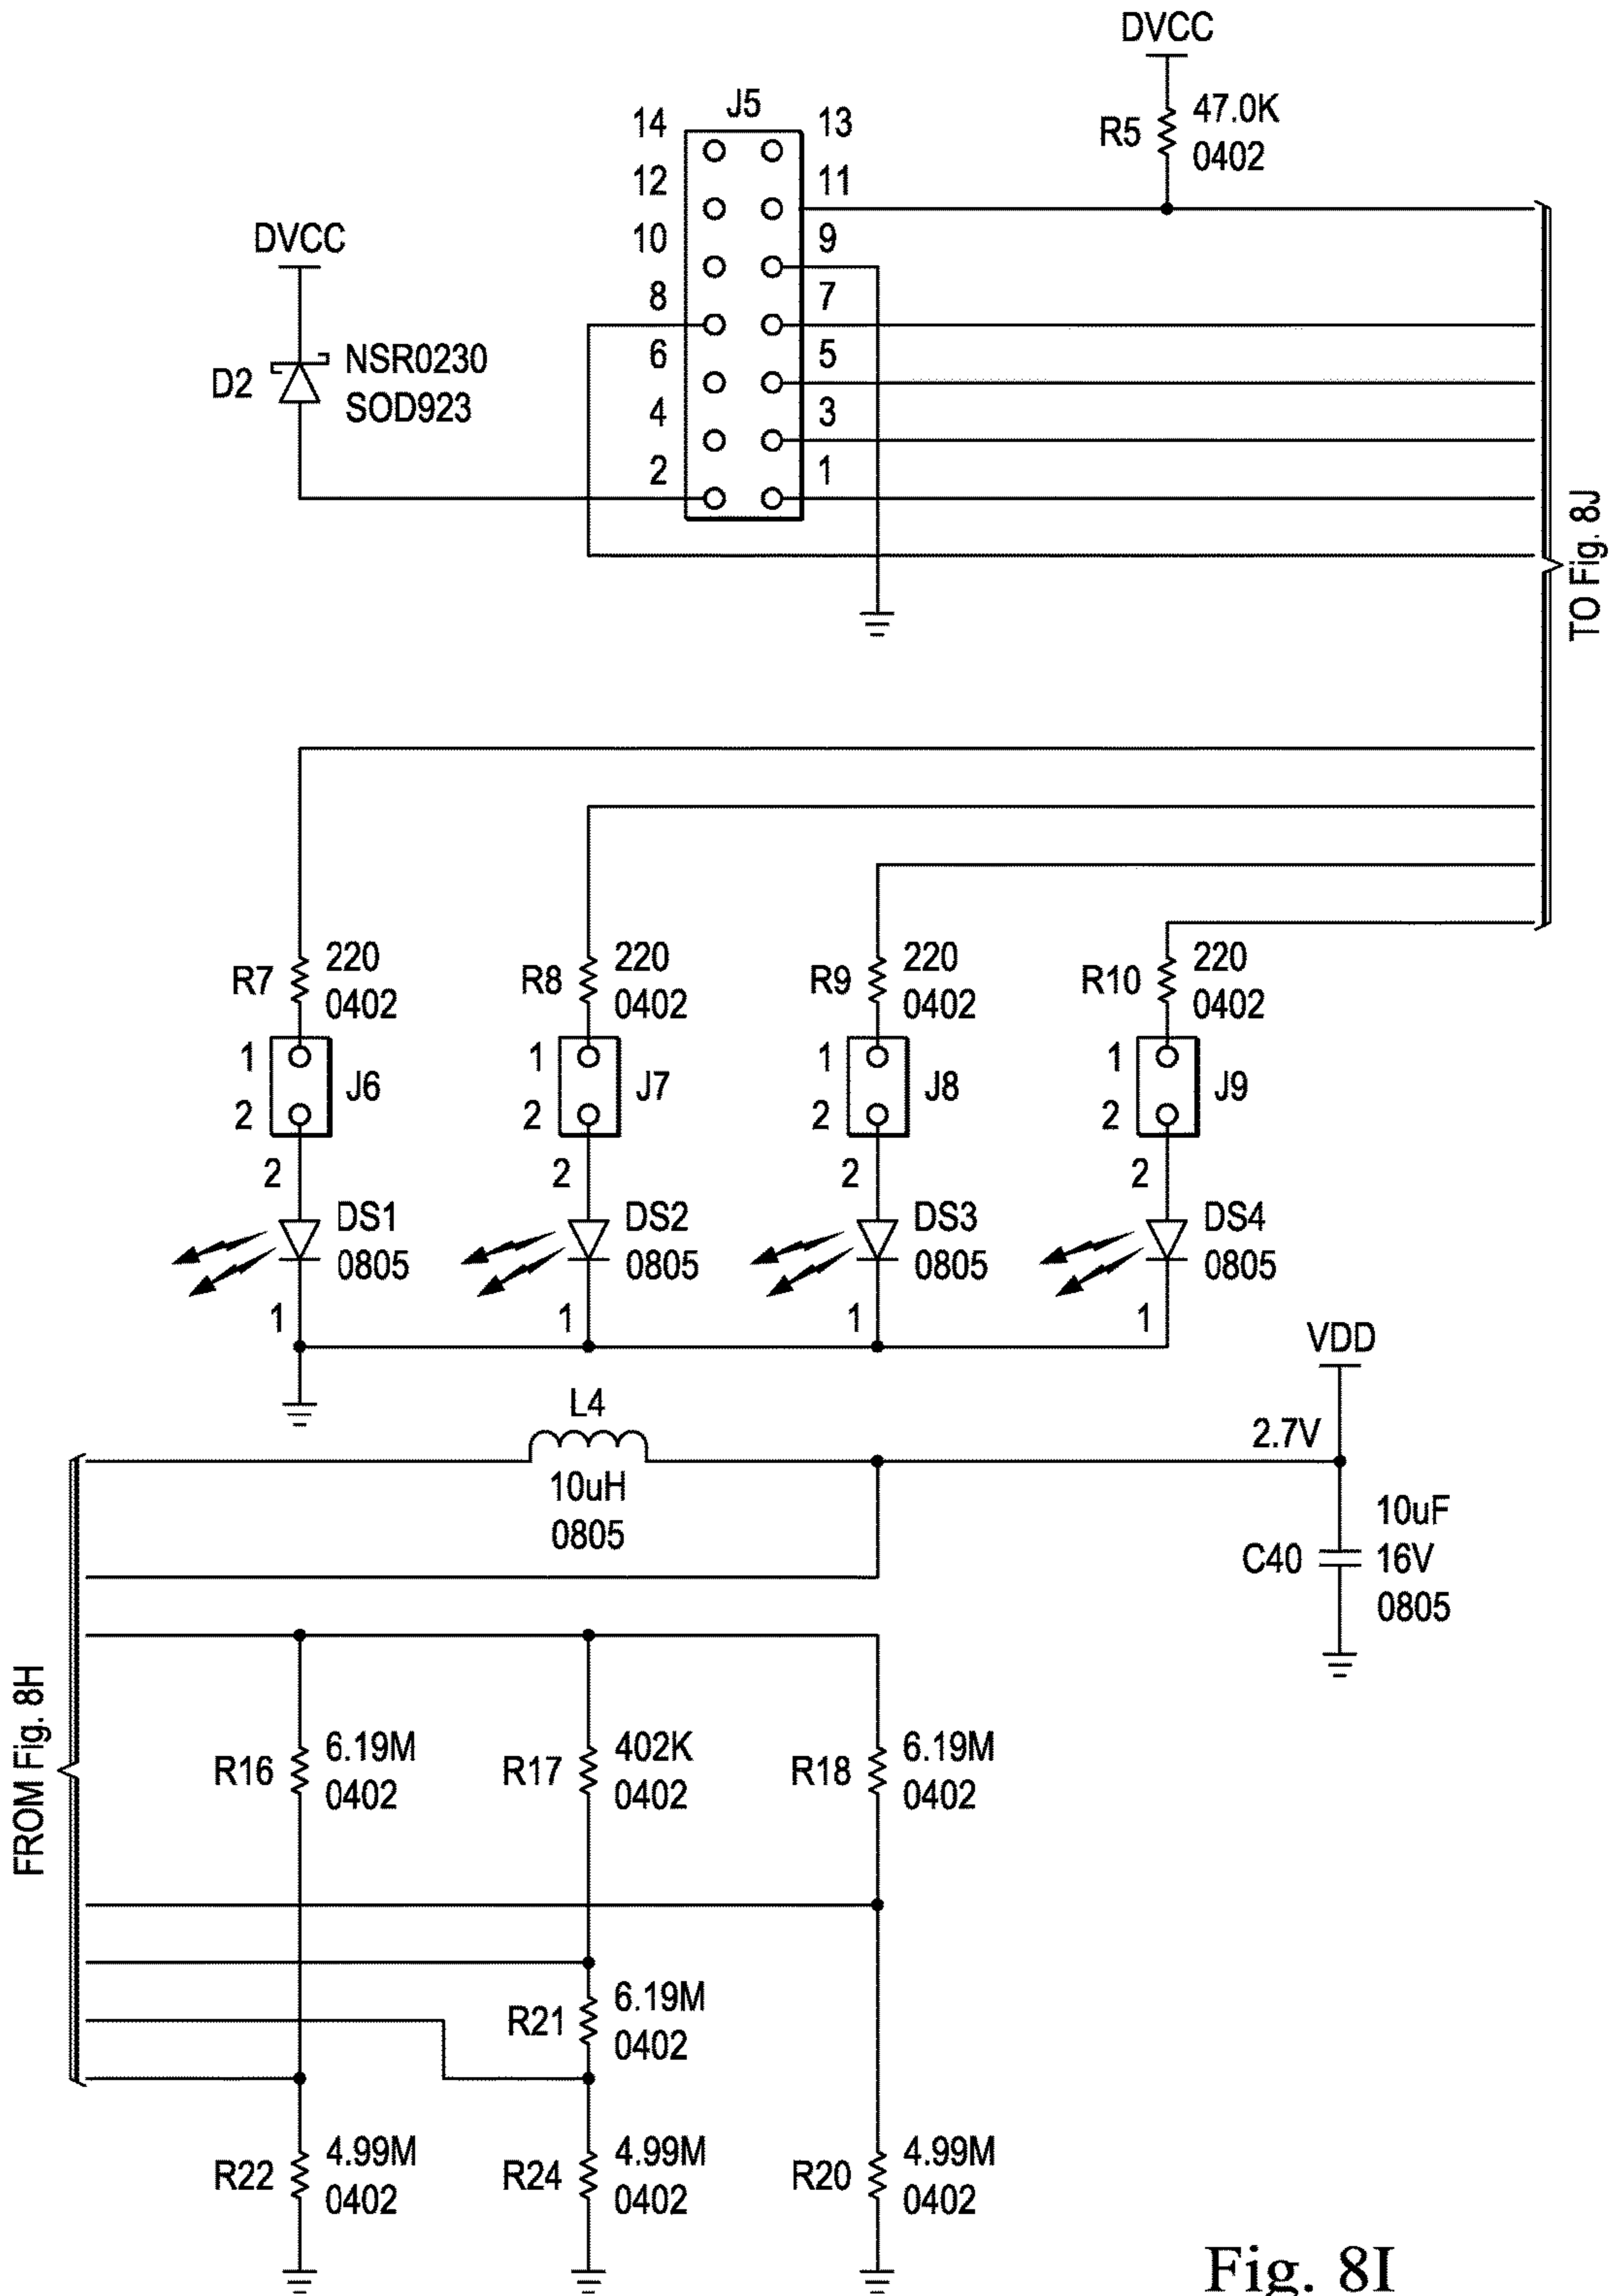 DVCC
J5
14
13
R5
47.0K
0402
12
11
10
9
DVCC
8
7
D2
NSR0230
SOD923
6
5
4
3
2
1
TO Fig. 8J
R7
220
0402
R8
220
0402
R9
220
0402
R10
220
0402
1
2
J6
1
2
J7
1
2
J8
1
2
J9
2
DS1
0805
1
2
DS2
0805
1
2
DS3
0805
1
2
DS4
0805
1
VDD
2.7V
L4
10uH
0805
C40
10uF
16V
0805
FROM Fig. 8H
R16
6.19M
0402
R17
402K
0402
R18
6.19M
0402
R21
6.19M
0402
R22
4.99M
0402
R24
4.99M
0402
R20
4.99M
0402
Fig. 8I